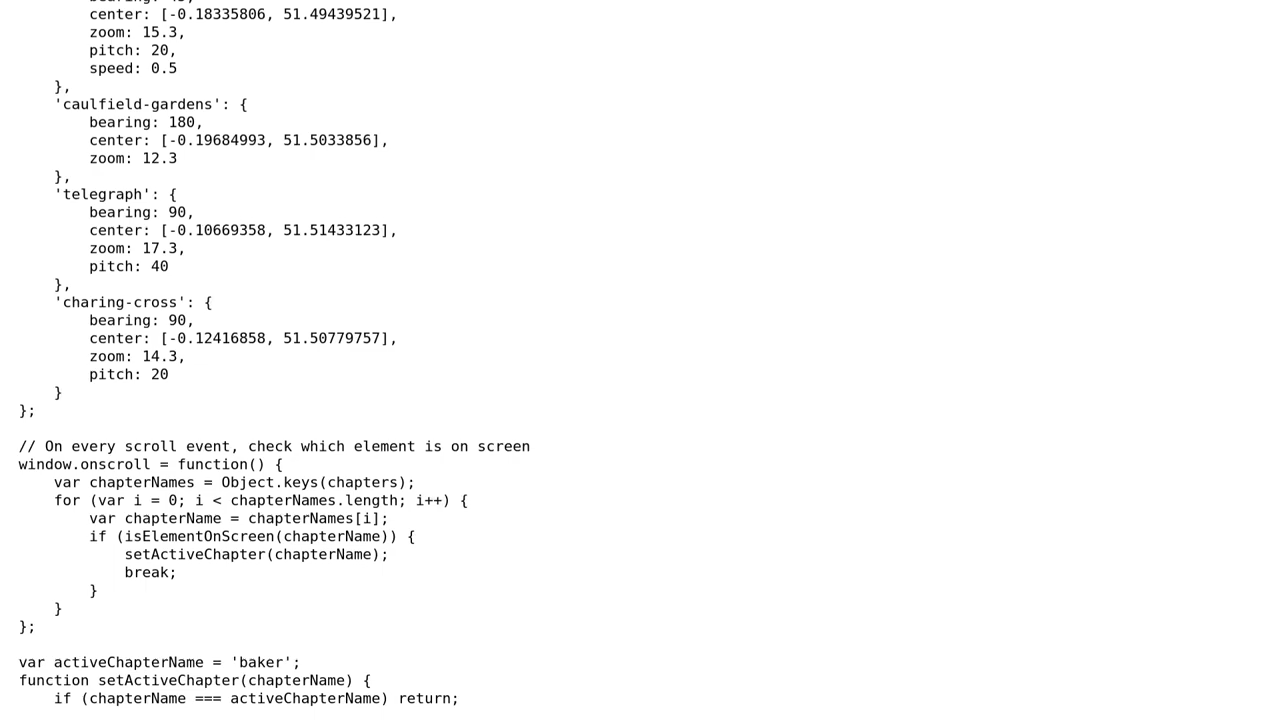 center: [-0.18335806, 51.49439521],
        zoom: 15.3,
        pitch: 20,
        speed: 0.5
    },
    'caulfield-gardens': {
        bearing: 180,
        center: [-0.19684993, 51.5033856],
        zoom: 12.3
    },
    'telegraph': {
        bearing: 90,
        center: [-0.10669358, 51.51433123],
        zoom: 17.3,
        pitch: 40
    },
    'charing-cross': {
        bearing: 90,
        center: [-0.12416858, 51.50779757],
        zoom: 14.3,
        pitch: 20
    }
};

// On every scroll event, check which element is on screen
window.onscroll = function() {
    var chapterNames = Object.keys(chapters);
    for (var i = 0; i < chapterNames.length; i++) {
        var chapterName = chapterNames[i];
        if (isElementOnScreen(chapterName)) {
            setActiveChapter(chapterName);
            break;
        }
    }
};

var activeChapterName = 'baker';
function setActiveChapter(chapterName) {
    if (chapterName === activeChapterName) return;